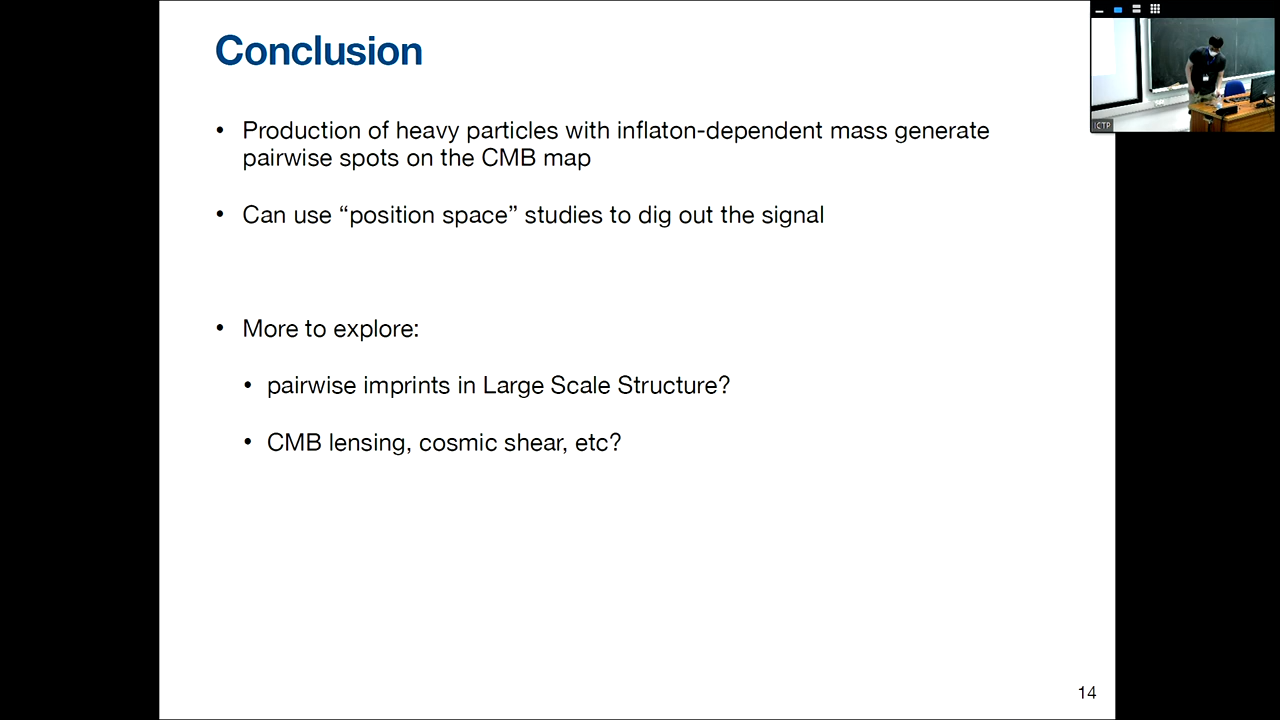 Conclusion
• Production of heavy particles with inflaton-dependent mass generate
pairwise spots on the CMB map
• Can use “position space” studies to dig out the signal
• More to explore:
• pairwise imprints in Large Scale Structure?
• CMB lensing, cosmic shear, etc?
14
ICTP